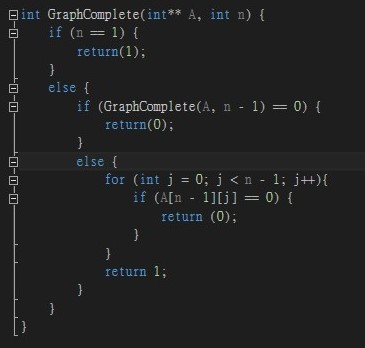 int GraphComplete(int** A, int n) {
    if (n == 1) {
        return(1);
    }
    else {
        if (GraphComplete(A, n - 1) == 0) {
            return(0);
        }
        else {
            for (int j = 0; j < n - 1; j++){
                if (A[n - 1][j] == 0) {
                    return (0);
                }
            }
            return 1;
        }
    }
}